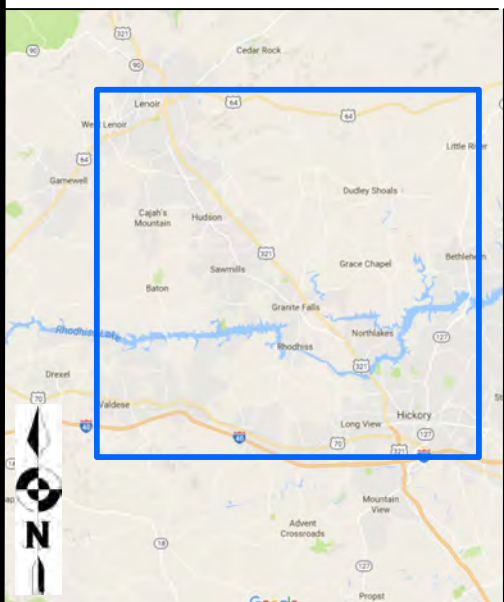 321
90
Cedar Rock
90
Lenoir
64
64
West Lenoir
Little River
64
Gamewell
Dudley Shoals
Cajah's
Mountain
Hudson
321
Bethlehem
Grace Chapel
Sawmills
Baton
Granite Falls
Rhodhiss Lake
Northlakes
127
Rhodhiss
321
Drexel
70
Valdese
Hickory
40
Long View
127
40
70
321
N
Mountain
View
18
Advent
Crossroads
127
Google
Propst